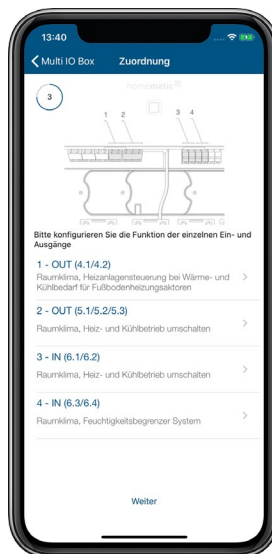 13:40
Multi IO Box Zuordnung
homematic IP
3
1 2 3 4
Bitte konfigurieren Sie die Funktion der einzelnen Ein- und
Ausgänge
1 - OUT (4.1/4.2)
Raumklima, Heizanlagensteuerung bei Wärme- und
Kühlbedarf für Fußbodenheizungsaktoren
2 - OUT (5.1/5.2/5.3)
Raumklima, Heiz- und Kühlbetrieb umschalten
3 - IN (6.1/6.2)
Raumklima, Heiz- und Kühlbetrieb umschalten
4 - IN (6.3/6.4)
Raumklima, Feuchtigkeitsbegrenzer System
Weiter